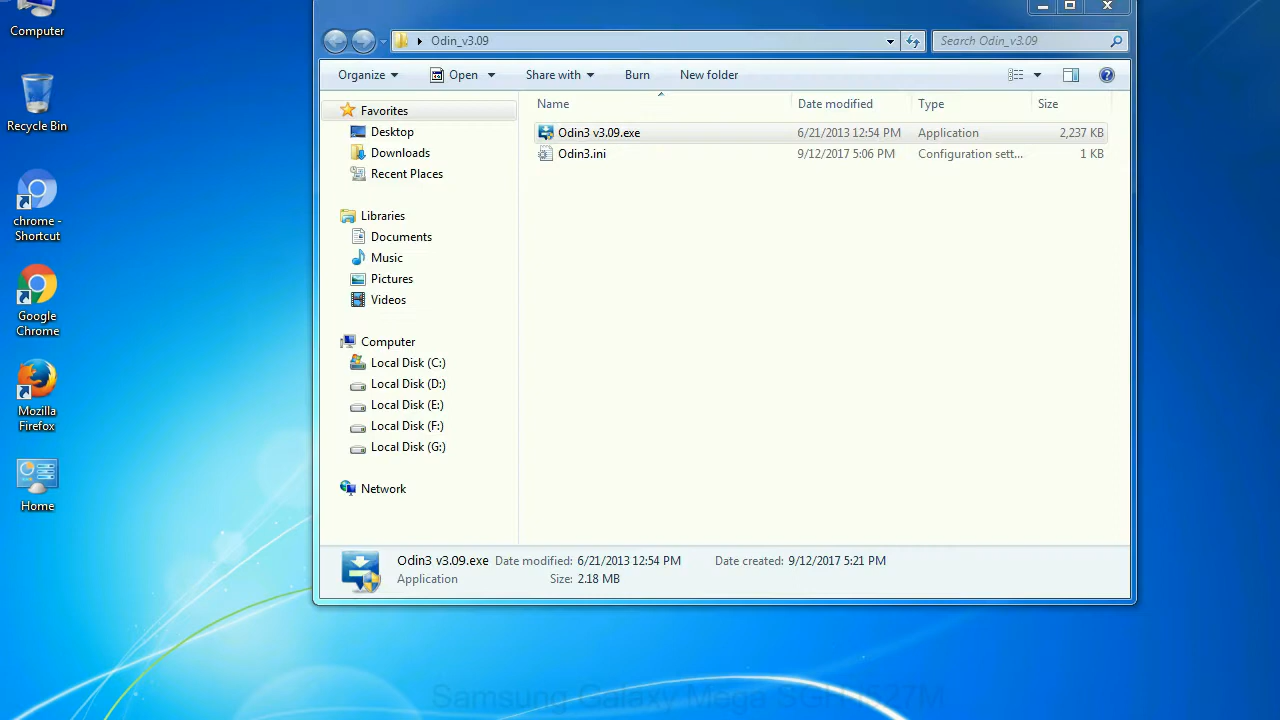 Computer
Recycle Bin
chrome -
Shortcut
Google
Chrome
Mozilla
Firefox
Home
Odin_v3.09
Search Odin_v3.09
Organize Open Share with Burn New folder
Name Date modified Type Size
Odin3 v3.09.exe 6/21/2013 12:54 PM Application 2,237 KB
Odin3.ini 9/12/2017 5:06 PM Configuration sett... 1 KB
Favorites
Desktop
Downloads
Recent Places
Libraries
Documents
Music
Pictures
Videos
Computer
Local Disk (C:)
Local Disk (D:)
Local Disk (E:)
Local Disk (F:)
Local Disk (G:)
Network
Odin3 v3.09.exe Date modified: 6/21/2013 12:54 PM Date created: 9/12/2017 5:21 PM
Application Size: 2.18 MB
Samsung Galaxy Mega SGH-I527M